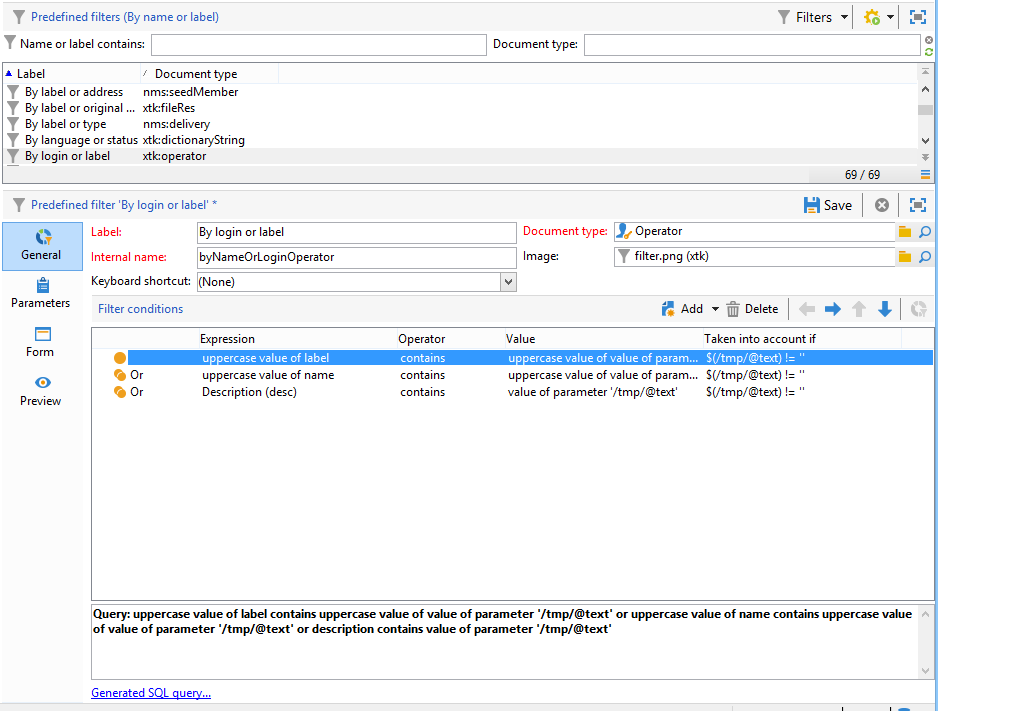 Predefined filters (By name or label)
Filters
Name or label contains:
Document type:
Label
Document type
By label or address nms:seedMember
By label or original ... xtk:fileRes
By label or type nms:delivery
By language or status xtk:dictionaryString
By login or label xtk:operator
69 / 69
Predefined filter 'By login or label' *
Save
General
Parameters
Form
Preview
Label: By login or label
Document type: Operator
Internal name: byNameOrLoginOperator
Image: filter.png (xtk)
Keyboard shortcut: (None)
Filter conditions
Add
Delete
Expression Operator Value Taken into account if
uppercase value of label contains uppercase value of value of param... $(/tmp/@text) != ''
Or uppercase value of name contains uppercase value of value of param... $(/tmp/@text) != ''
Or Description (desc) contains value of parameter '/tmp/@text' $(/tmp/@text) != ''
Query: uppercase value of label contains uppercase value of value of parameter '/tmp/@text' or uppercase value of name contains uppercase value
of value of parameter '/tmp/@text' or description contains value of parameter '/tmp/@text'
Generated SQL query...